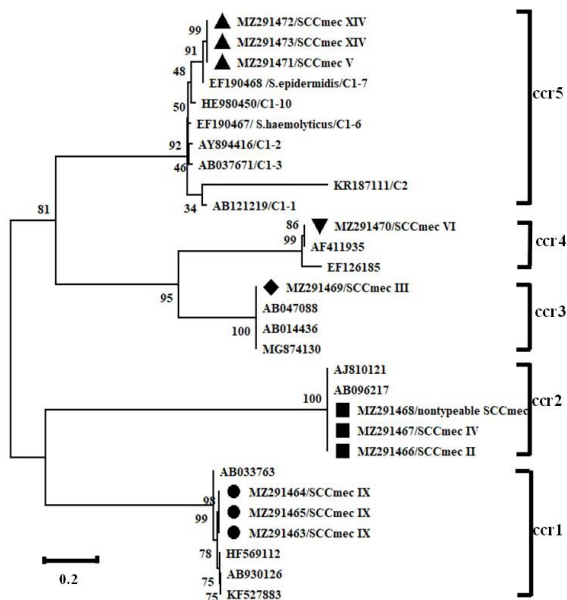 99
MZ291472/SCCmec XIV
91
MZ291473/SCCmec XIV
MZ291471/SCCmec V
48
EF190468 /S.epidermidis/C1-7
50
HE980450/C1-10
EF190467/ S.haemolyticus/C1-6
92
AY894416/C1-2
46
AB037671/C1-3
KR187111/C2
34
AB121219/C1-1
ccr5
81
86
MZ291470/SCCmec VI
99
AF411935
EF126185
ccr4
95
MZ291469/SCCmec III
AB047088
100
AB014436
MG874130
ccr3
AJ810121
100
AB096217
MZ291468/nontypeable SCCmec
MZ291467/SCCmec IV
MZ291466/SCCmec II
ccr2
AB033763
MZ291464/SCCmec IX
99
MZ291465/SCCmec IX
MZ291463/SCCmec IX
78
HF569112
75
AB930126
75
KF527883
ccr1
0.2